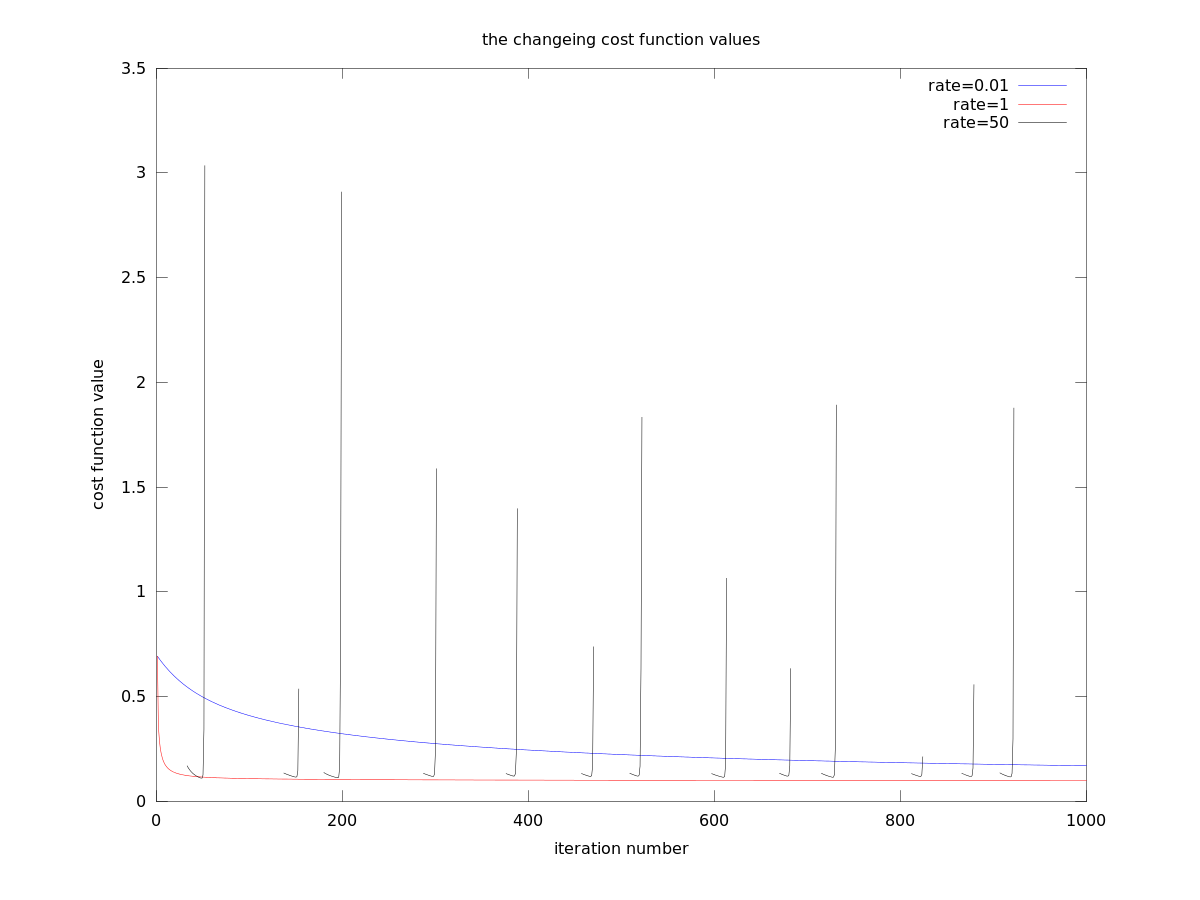 the changeing cost function values
rate=0.01
rate=1
rate=50
3.5
3
2.5
2
1.5
1
0.5
0
cost function value
0 200 400 600 800 1000
iteration number